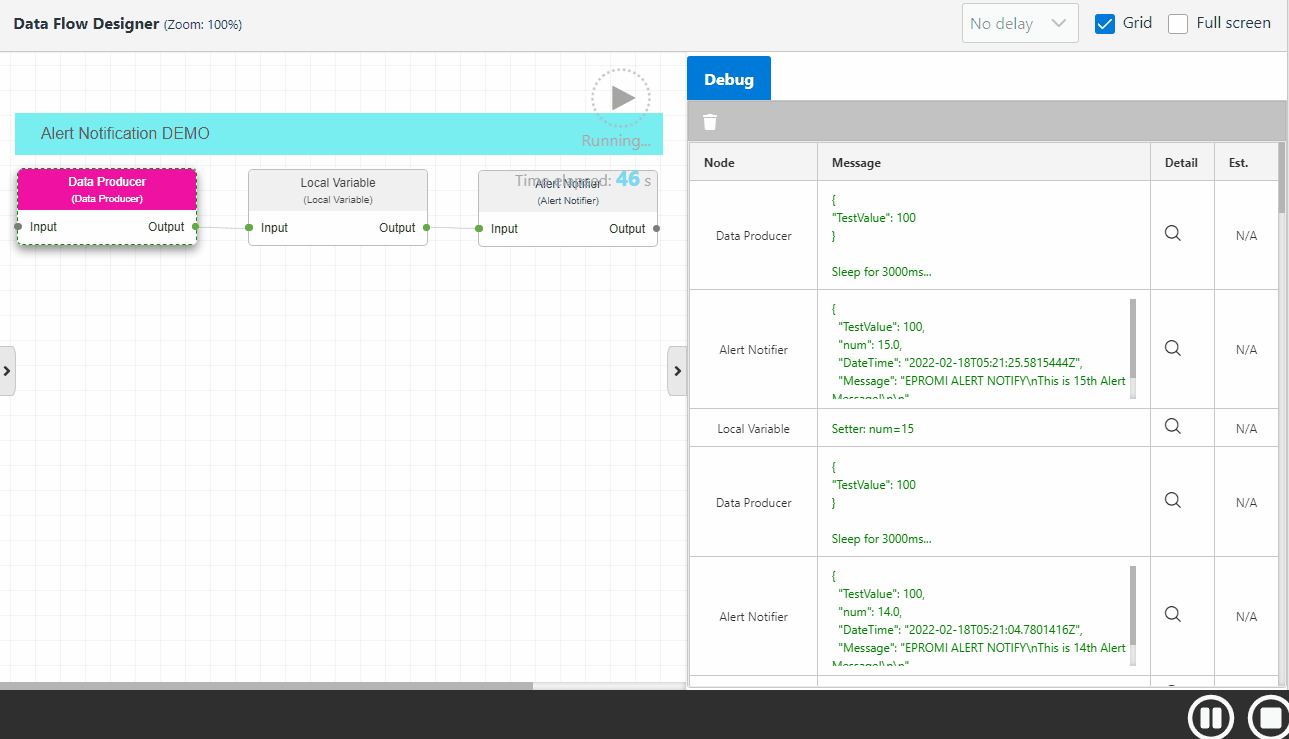 Data Flow Designer (Zoom: 100%)
No delay
Grid
Full screen
Alert Notification DEMO
Running...
Time elapsed: 46 s
Data Producer
(Data Producer)
Input Output
Local Variable
(Local Variable)
Input Output
Alert Notifier
(Alert Notifier)
Input Output
Debug
Node Message Detail Est.
Data Producer
{
"TestValue": 100
}
Sleep for 3000ms...
N/A
Alert Notifier
{
"TestValue": 100,
"num": 15.0,
"DateTime": "2022-02-18T05:21:25.5815444Z",
"Message": "EPROMI ALERT NOTIFY\nThis is 15th Alert
Message!\n\n"
N/A
Local Variable
Setter: num=15
N/A
Data Producer
{
"TestValue": 100
}
Sleep for 3000ms...
N/A
Alert Notifier
{
"TestValue": 100,
"num": 14.0,
"DateTime": "2022-02-18T05:21:04.7801416Z",
"Message": "EPROMI ALERT NOTIFY\nThis is 14th Alert
Message!\n\n"
N/A